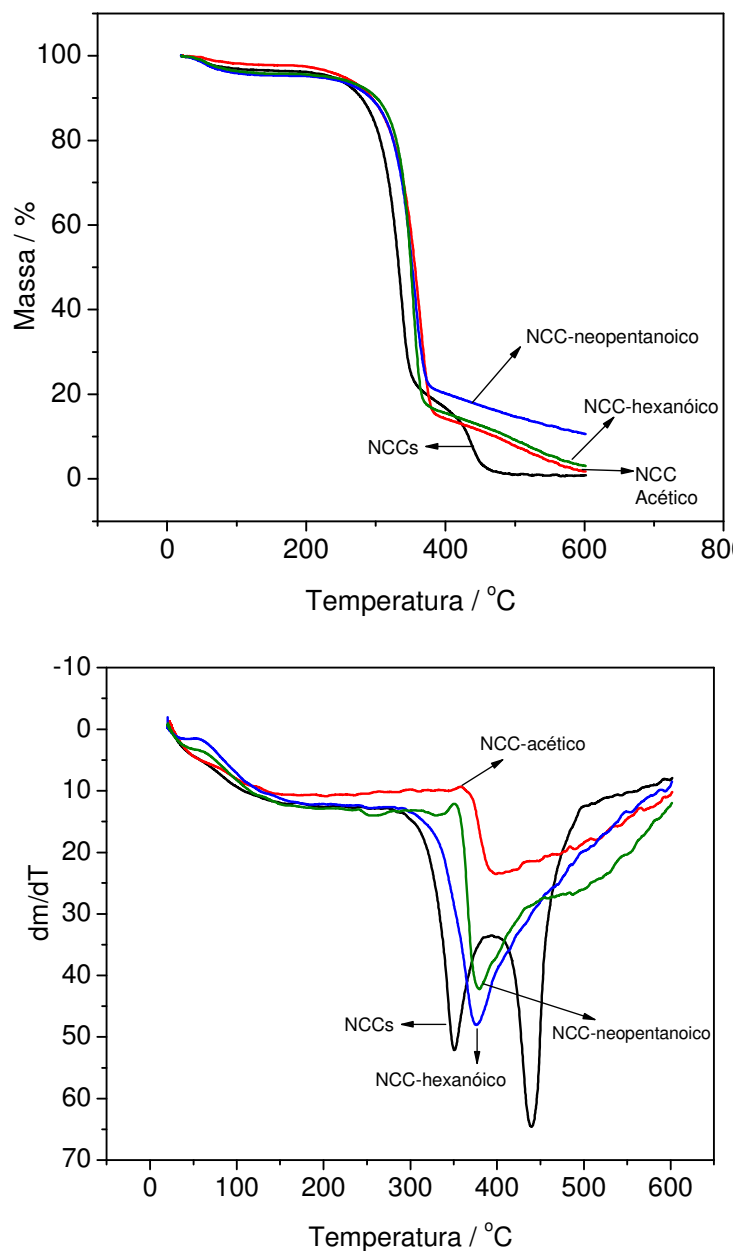 100
80
60
40
20
0
Massa / %
NCC-neopentanoico
NCC-hexanóico
NCCs
NCC
Acético
0 200 400 600 800
Temperatura / °C
-10
0
10
20
30
40
50
60
70
dm/dT
NCC-acético
NCCs
NCC-neopentanoico
NCC-hexanóico
0 100 200 300 400 500 600
Temperatura / °C